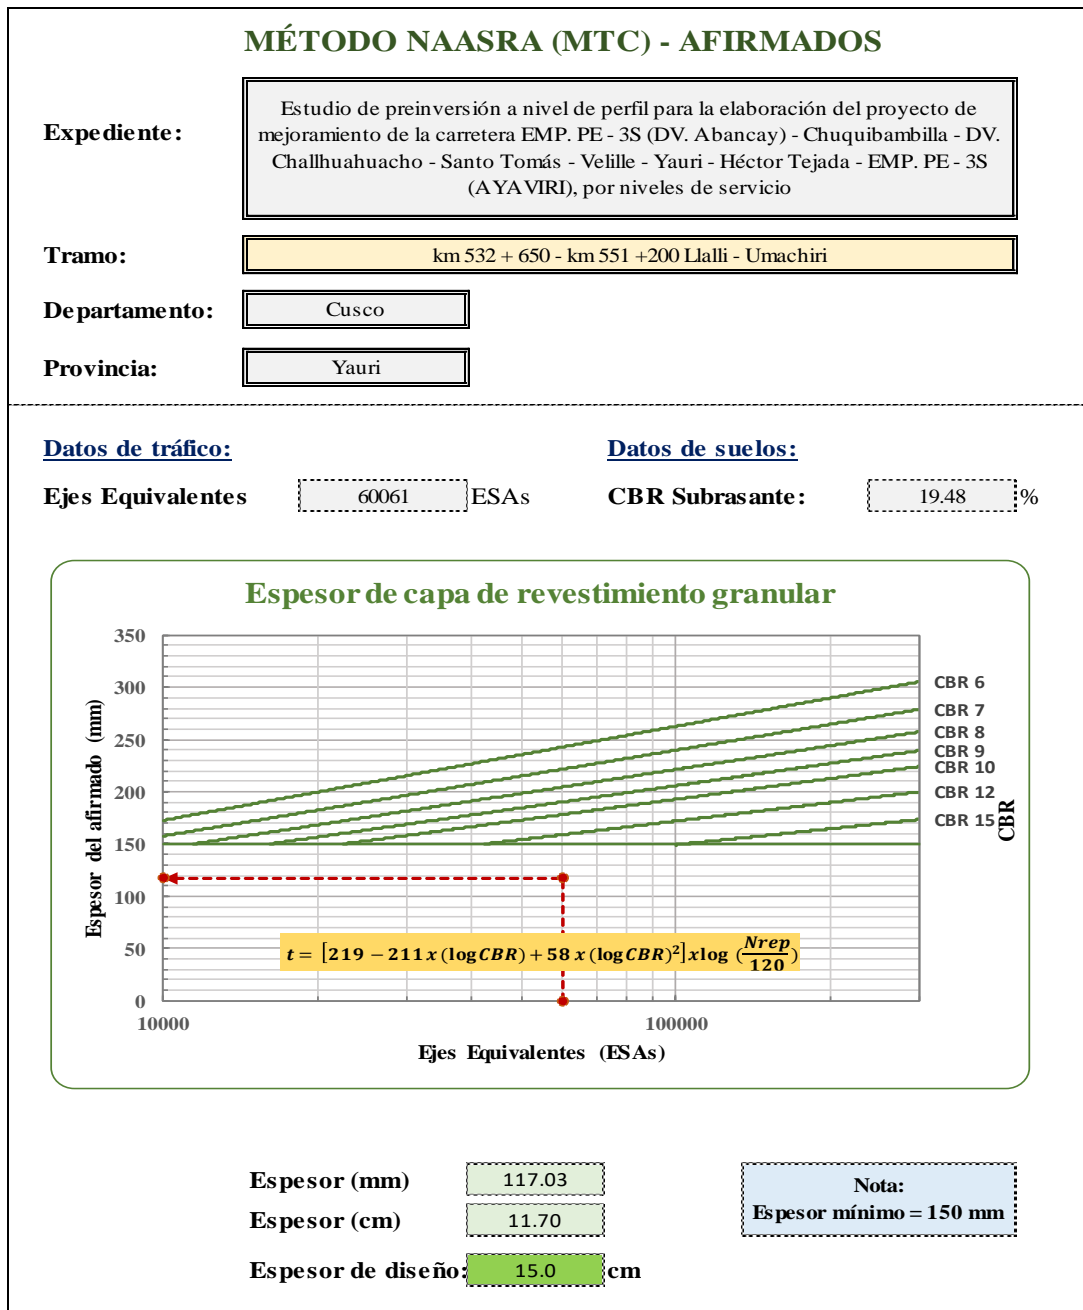 MÉTODO NAASRA (MTC) - AFIRMADOS
Expediente:
Estudio de preinversión a nivel de perfil para la elaboración del proyecto de
mejoramiento de la carretera EMP. PE - 3S (DV. Abancay) - Chuquibambilla - DV.
Challhuahuacho - Santo Tomás - Velille - Yauri - Héctor Tejada - EMP. PE - 3S
(AYAVIRI), por niveles de servicio
Tramo:
km 532 + 650 - km 551 +200 Llalli - Umachiri
Departamento:
Cusco
Provincia:
Yauri
Datos de tráfico:
Datos de suelos:
Ejes Equivalentes 60061 ESAs
CBR Subrasante: 19.48 %
Espesor de capa de revestimiento granular
Espesor del afirmado (mm)
350
300
250
200
150
100
50
0
CBR 6
CBR 7
CBR 8
CBR 9
CBR 10
CBR 12
CBR 15
CBR
t = [219 − 211 x (log CBR) + 58 x (log CBR)²] x log (Nrep/120)
10000
100000
Ejes Equivalentes (ESAs)
Espesor (mm) 117.03
Espesor (cm) 11.70
Espesor de diseño: 15.0 cm
Nota:
Espesor mínimo = 150 mm